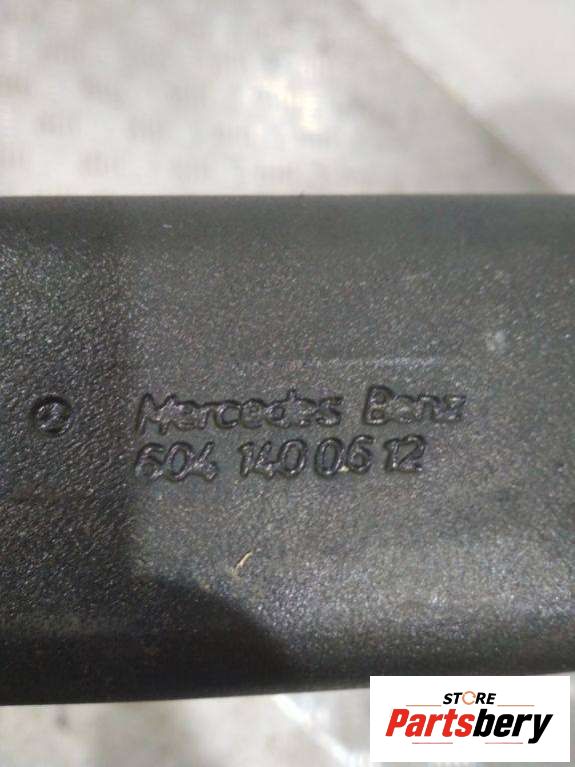 Mercedes Benz
604 140 06 12
STORE
Partsbery